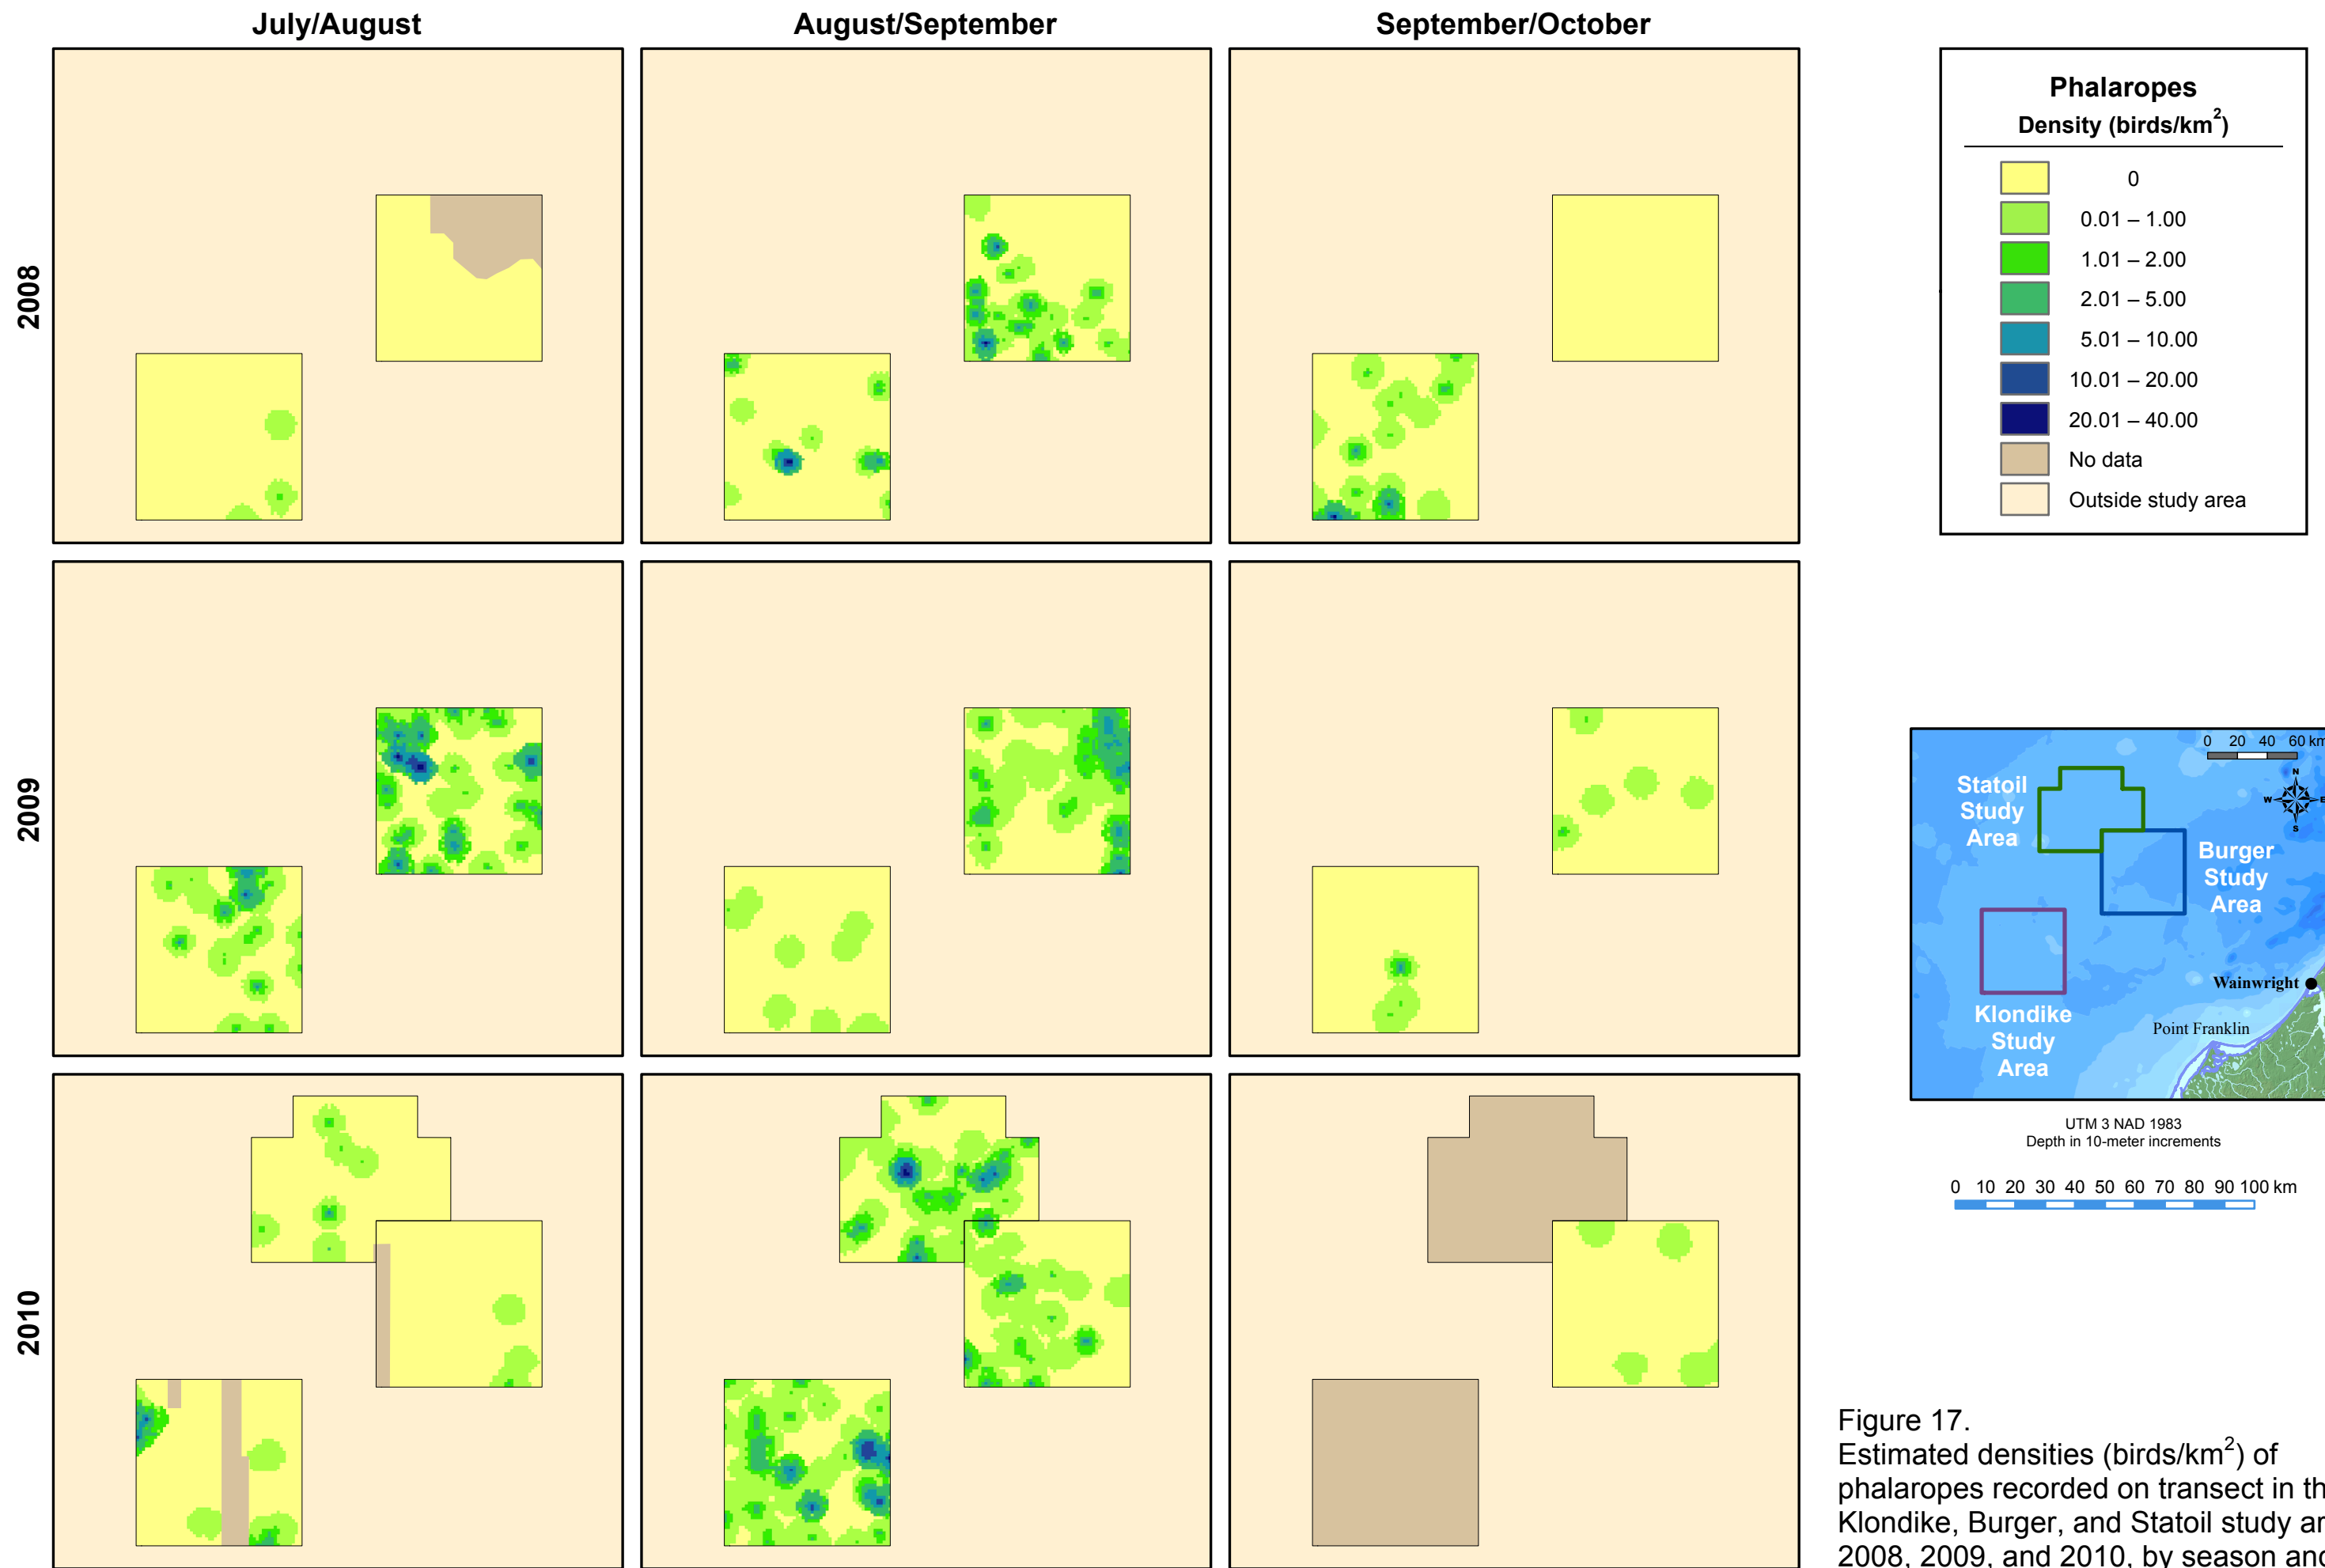 July/August
August/September
September/October
2008
2009
2010
Phalaropes
Density (birds/km²)
0
0.01 – 1.00
1.01 – 2.00
2.01 – 5.00
5.01 – 10.00
10.01 – 20.00
20.01 – 40.00
No data
Outside study area
0 20 40 60 km
N
W E
S
Statoil
Study
Area
Burger
Study
Area
Wainwright
Klondike
Study
Area
Point Franklin
UTM 3 NAD 1983
Depth in 10-meter increments
0 10 20 30 40 50 60 70 80 90 100 km
Figure 17.
Estimated densities (birds/km²) of
phalaropes recorded on transect in
Klondike, Burger, and Statoil study
2008, 2009, and 2010, by season and